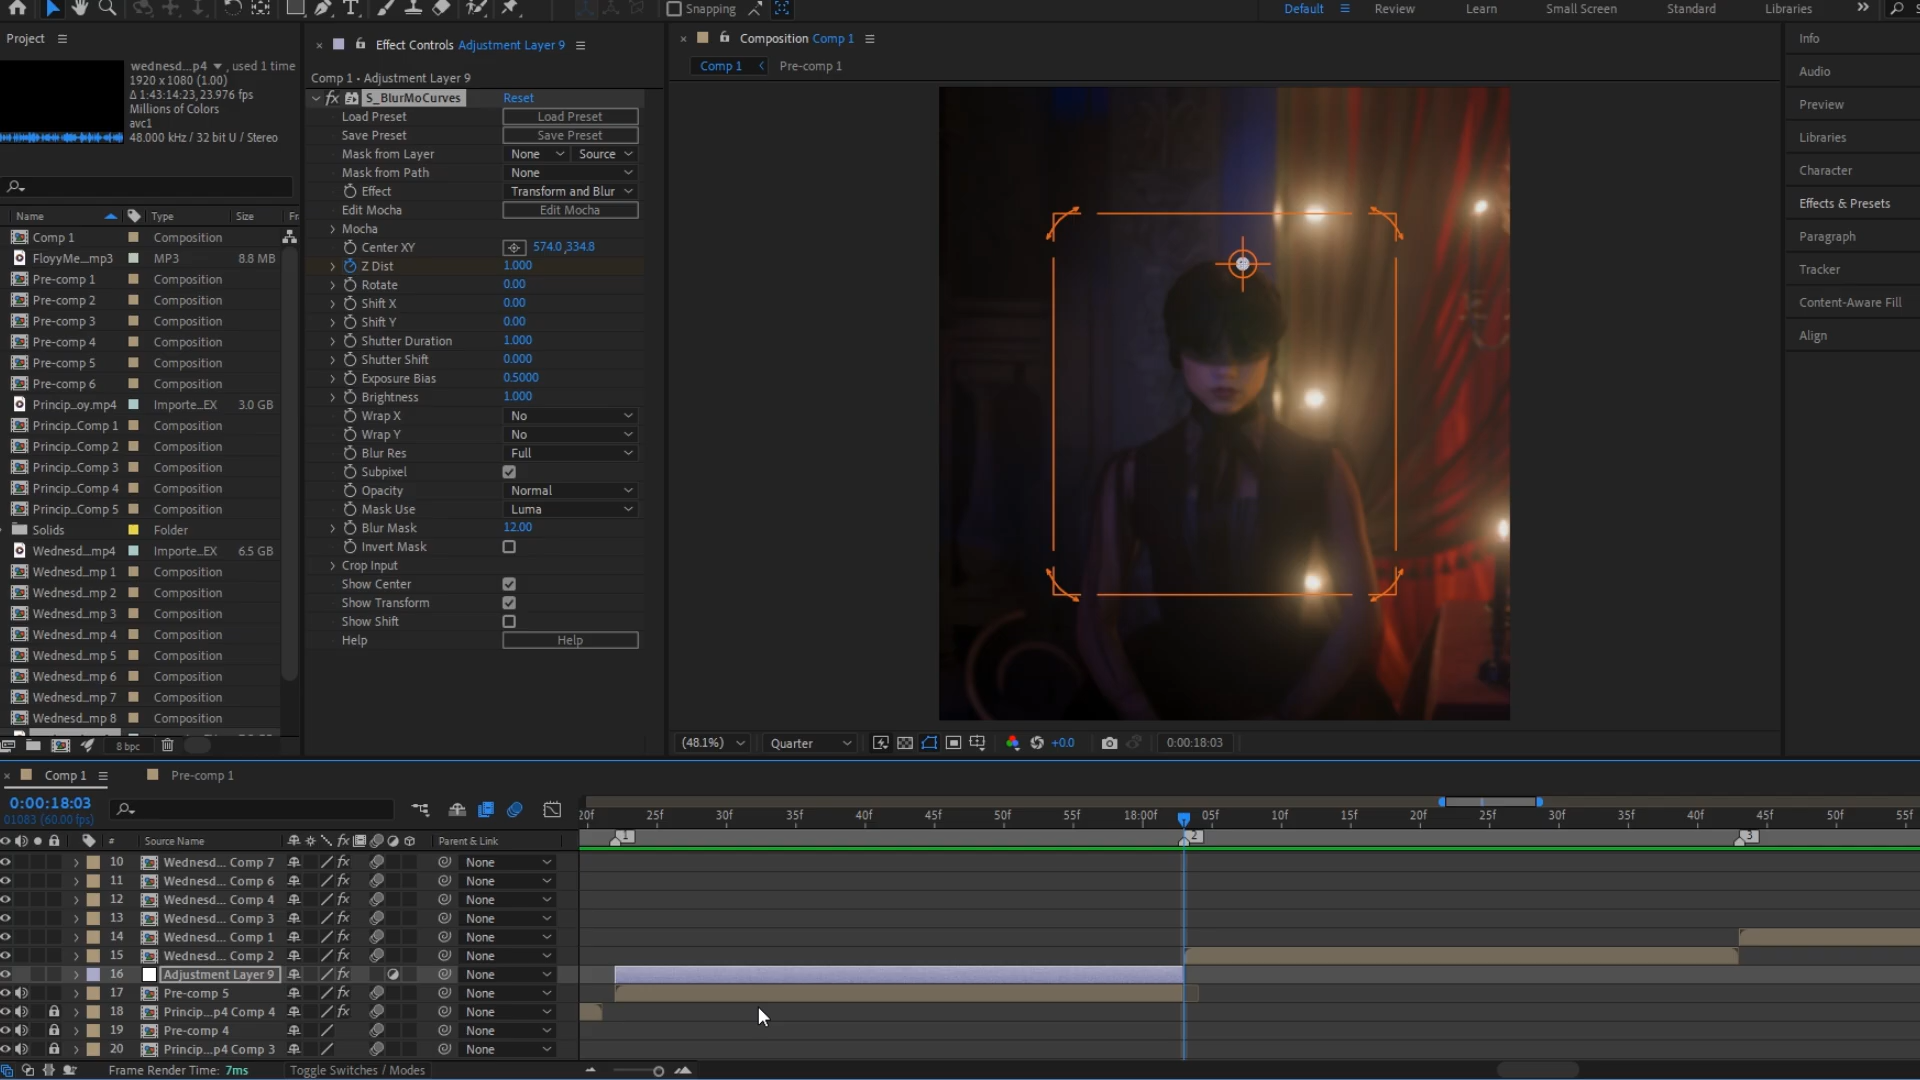 Snapping
Default
Review
Learn
Small Screen
Standard
Libraries
Project
wednesd...p4 , used 1 time
1920 x 1080 (1.00)
Δ 1:43:14:23, 23.976 fps
Millions of Colors
avc1
48.000 kHz / 32 bit U / Stereo
Name Type Size Fr
Comp 1 Composition
FloyyMe...mp3 MP3 8.8 MB
Pre-comp 1 Composition
Pre-comp 2 Composition
Pre-comp 3 Composition
Pre-comp 4 Composition
Pre-comp 5 Composition
Pre-comp 6 Composition
Princip...oy.mp4 Importe...EX 3.0 GB
Princip...Comp 1 Composition
Princip...Comp 2 Composition
Princip...Comp 3 Composition
Princip...Comp 4 Composition
Princip...Comp 5 Composition
Solids Folder
Wednesd...mp4 Importe...EX 6.5 GB
Wednesd...mp 1 Composition
Wednesd...mp 2 Composition
Wednesd...mp 3 Composition
Wednesd...mp 4 Composition
Wednesd...mp 5 Composition
Wednesd...mp 6 Composition
Wednesd...mp 7 Composition
Wednesd...mp 8 Composition
8 bpc
Effect Controls Adjustment Layer 9
Comp 1 • Adjustment Layer 9
fx S_BlurMoCurves Reset
Load Preset Load Preset
Save Preset Save Preset
Mask from Layer None Source
Mask from Path None
Effect Transform and Blur
Edit Mocha Edit Mocha
Mocha
Center XY 574.0,334.8
Z Dist 1.000
Rotate 0.00
Shift X 0.00
Shift Y 0.00
Shutter Duration 1.000
Shutter Shift 0.000
Exposure Bias 0.5000
Brightness 1.000
Wrap X No
Wrap Y No
Blur Res Full
Subpixel
Opacity Normal
Mask Use Luma
Blur Mask 12.00
Invert Mask
Crop Input
Show Center
Show Transform
Show Shift
Help Help
Composition Comp 1
Comp 1 Pre-comp 1
(48.1%) Quarter +0.0 0:00:18:03
Info
Audio
Preview
Libraries
Character
Effects & Presets
Paragraph
Tracker
Content-Aware Fill
Align
Comp 1 Pre-comp 1
0:00:18:03
01083 (60.00 fps)
20f 25f 30f 35f 40f 45f 50f 55f 18:00f 05f 10f 15f 20f 25f 30f 35f 40f 45f 50f 55f
1 2 3
# Source Name fx Parent & Link
10 Wednesd... Comp 7 fx None
11 Wednesd... Comp 6 fx None
12 Wednesd... Comp 4 fx None
13 Wednesd... Comp 3 fx None
14 Wednesd... Comp 1 fx None
15 Wednesd... Comp 2 fx None
16 Adjustment Layer 9 fx None
17 Pre-comp 5 fx None
18 Princip...p4 Comp 4 fx None
19 Pre-comp 4 None
20 Princip...p4 Comp 3 fx None
Frame Render Time: 7ms Toggle Switches / Modes